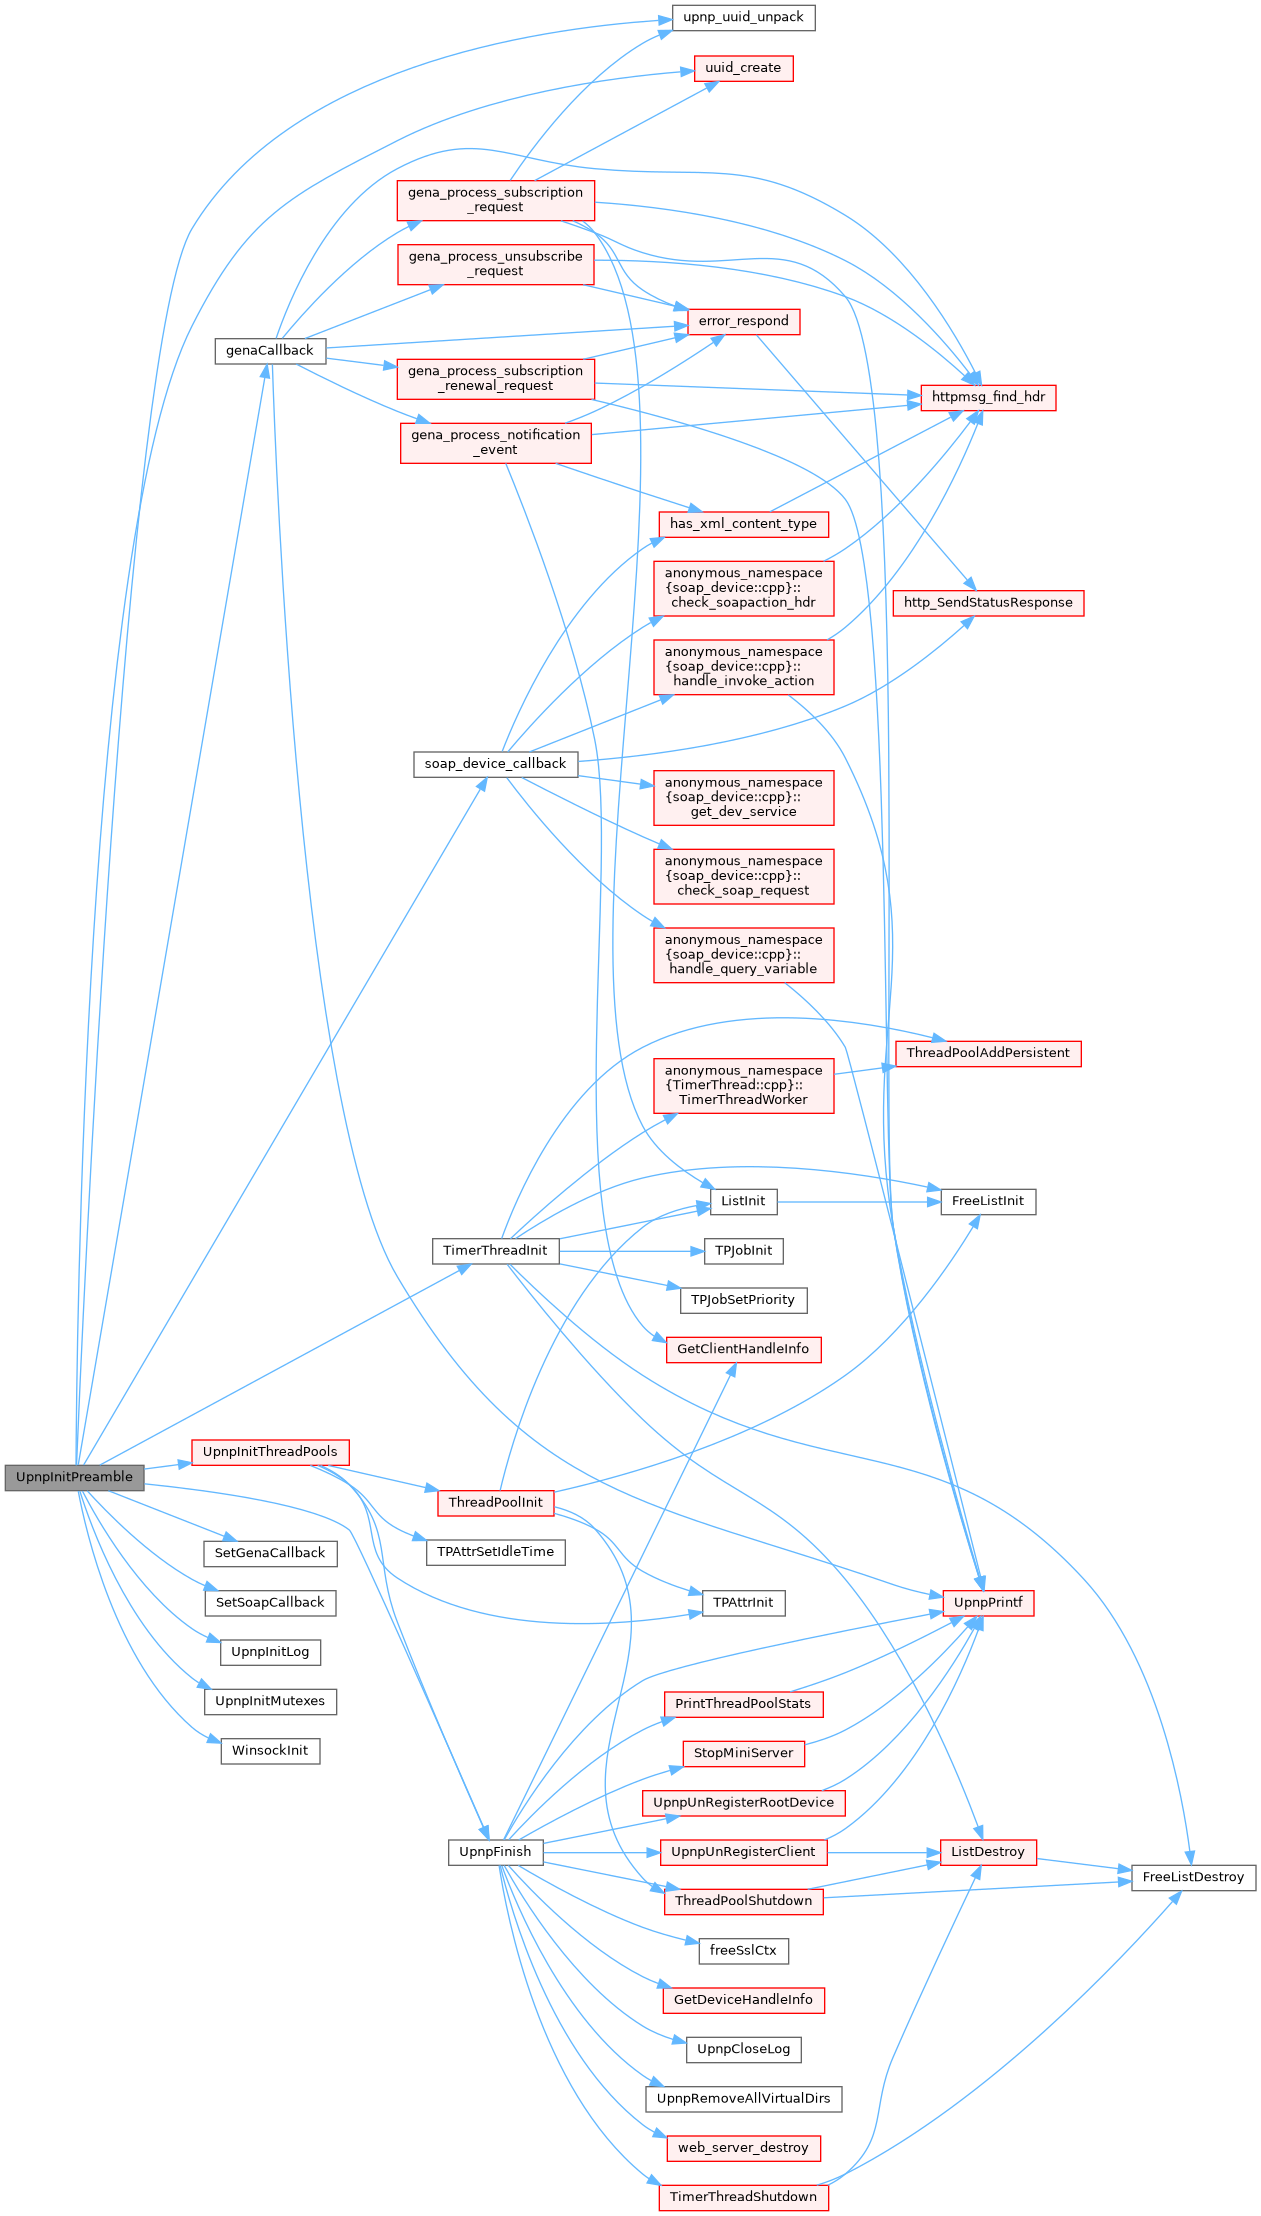 upnp_uuid_unpack
uuid_create
gena_process_subscription
_request
gena_process_unsubscribe
_request
error_respond
genaCallback
gena_process_subscription
_renewal_request
httpmsg_find_hdr
gena_process_notification
_event
has_xml_content_type
anonymous_namespace
{soap_device::cpp}::
check_soapaction_hdr
http_SendStatusResponse
anonymous_namespace
{soap_device::cpp}::
handle_invoke_action
soap_device_callback
anonymous_namespace
{soap_device::cpp}::
get_dev_service
anonymous_namespace
{soap_device::cpp}::
check_soap_request
anonymous_namespace
{soap_device::cpp}::
handle_query_variable
ThreadPoolAddPersistent
anonymous_namespace
{TimerThread::cpp}::
TimerThreadWorker
ListInit
FreeListInit
TimerThreadInit
TPJobInit
TPJobSetPriority
GetClientHandleInfo
UpnpInitThreadPools
UpnpInitPreamble
ThreadPoolInit
SetGenaCallback
TPAttrSetIdleTime
SetSoapCallback
TPAttrInit
UpnpPrintf
UpnpInitLog
UpnpInitMutexes
PrintThreadPoolStats
WinsockInit
StopMiniServer
UpnpUnRegisterRootDevice
UpnpFinish
UpnpUnRegisterClient
ListDestroy
FreeListDestroy
ThreadPoolShutdown
freeSslCtx
GetDeviceHandleInfo
UpnpCloseLog
UpnpRemoveAllVirtualDirs
web_server_destroy
TimerThreadShutdown